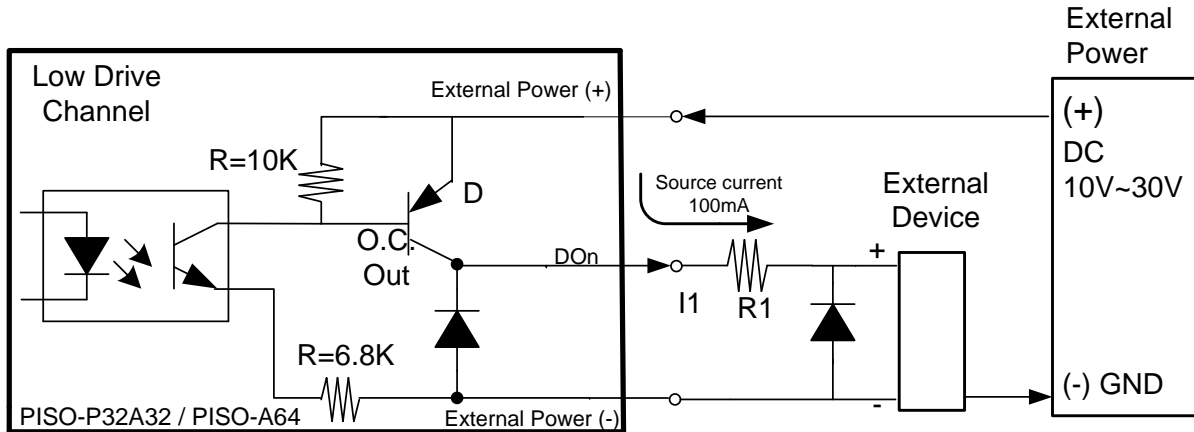 Low Drive
Channel
External Power (+)
R=10K
D
O.C.
Out
DOn
R=6.8K
PISO-P32A32 / PISO-A64
External Power (-)
Source current
100mA
I1
R1
External
Device
+
-
External
Power
(+)
DC
10V~30V
(-) GND